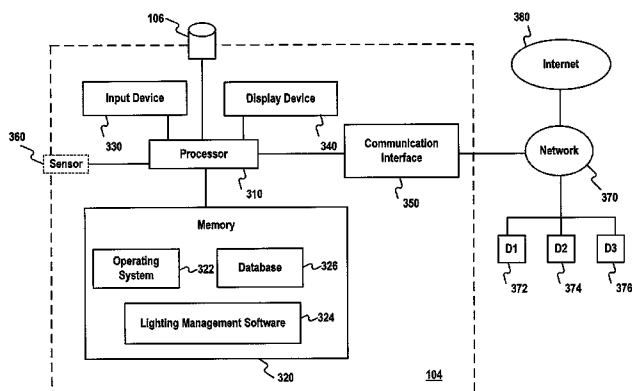 106
380
Internet
Input Device
Display Device
360
Sensor
330
340
Processor
Communication
Interface
Network
310
350
370
Memory
Operating
System
322
Database
326
D1
D2
D3
372
374
376
Lighting Management Software
324
320
104